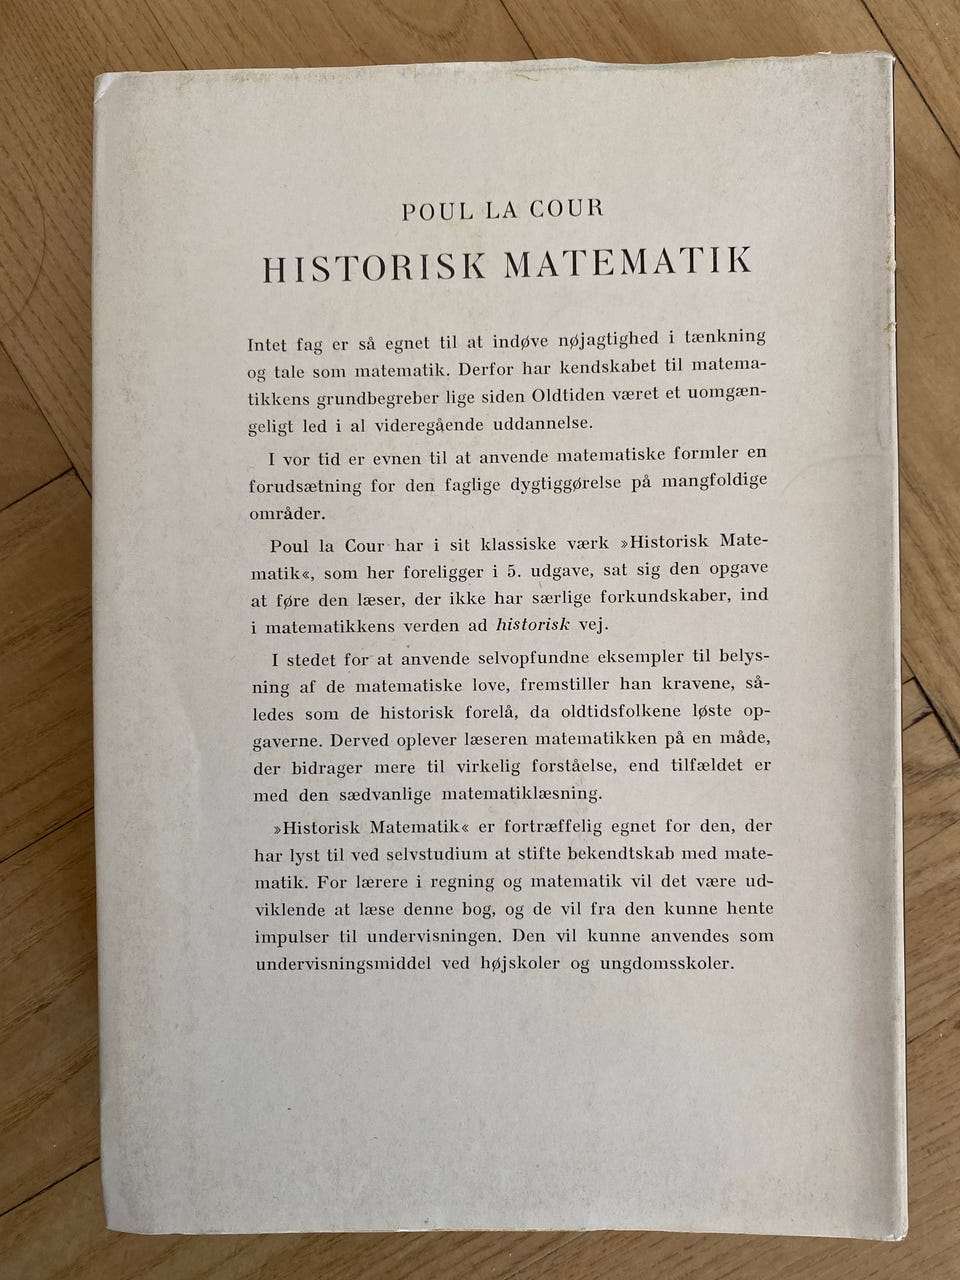 POUL LA COUR
HISTORISK MATEMATIK
Intet fag er så egnet til at indøve nøjagtighed i tænkning
og tale som matematik. Derfor har kendskabet til matema-
tikkens grundbegreber lige siden Oldtiden været et uomgæn-
geligt led i al videregående uddannelse.
I vor tid er evnen til at anvende matematiske formler en
forudsætning for den faglige dygtiggørelse på mangfoldige
områder.
Poul la Cour har i sit klassiske værk »Historisk Mate-
matik«, som her foreligger i 5. udgave, sat sig den opgave
at føre den læser, der ikke har særlige forkundskaber, ind
i matematikkens verden ad historisk vej.
I stedet for at anvende selvopfundne eksempler til belys-
ning af de matematiske love, fremstiller han kravene, så-
ledes som de historisk forelå, da oldtidsfolkene løste op-
gaverne. Derved oplever læseren matematikken på en måde,
der bidrager mere til virkelig forståelse, end tilfældet er
med den sædvanlige matematiklæsning.
»Historisk Matematik« er fortræffelig egnet for den, der
har lyst til ved selvstudium at stifte bekendtskab med mate-
matik. For lærere i regning og matematik vil det være ud-
viklende at læse denne bog, og de vil fra den kunne hente
impulser til undervisningen. Den vil kunne anvendes som
undervisningsmiddel ved højskoler og ungdomsskoler.